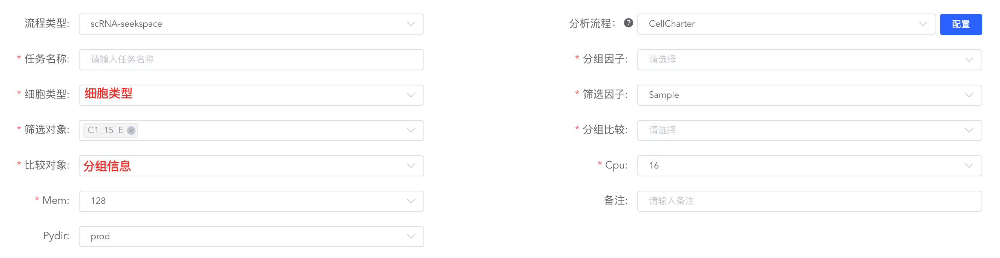 流程类型: scRNA-seekspace 分析流程: ? CellCharter 配置
* 任务名称: 请输入任务名称 * 分组因子: 请选择
* 细胞类型: 细胞类型 * 筛选因子: Sample
* 筛选对象: C1_15_E * 分组比较: 请选择
* 比较对象: 分组信息 * Cpu: 16
* Mem: 128 备注: 请输入备注
Pydir: prod